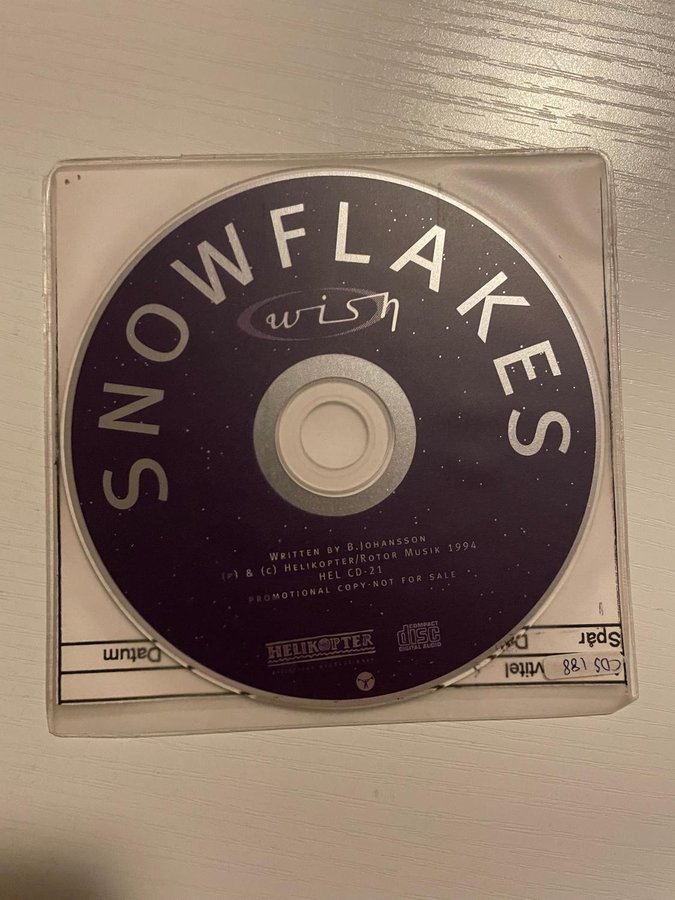 SNOWFLAKES
wish
WRITTEN BY B.JOHANSSON
(P) & (C) HELIKOPTER/ROTOR MUSIK 1994
HEL CD-21
PROMOTIONAL COPY-NOT FOR SALE
HELIKOPTER
COMPACT
disc
DIGITAL AUDIO
Spår
Datum
vtitel
CDS 188